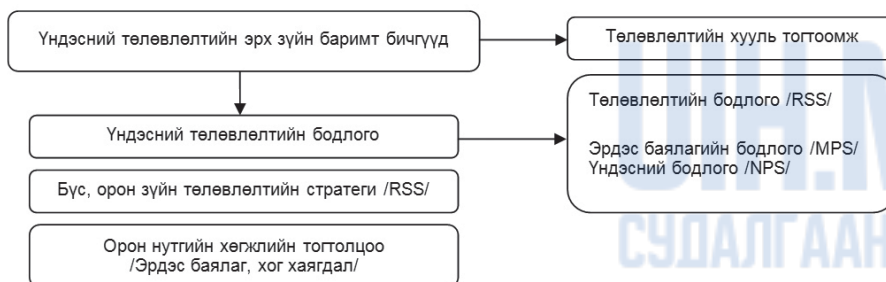 Үндэсний төлөвлөлтийн эрх зүйн баримт бичгүүд
Төлөвлөлтийн хууль тогтоомж
Үндэсний төлөвлөлтийн бодлого
Төлөвлөлтийн бодлого /RSS/
Эрдэс баялагийн бодлого /MPS/
Үндэсний бодлого /NPS/
Бүс, орон зүйн төлөвлөлтийн стратеги /RSS/
Орон нутгийн хөгжлийн тогтолцоо
/Эрдэс баялаг, хог хаягдал/
СУДАЛГААН